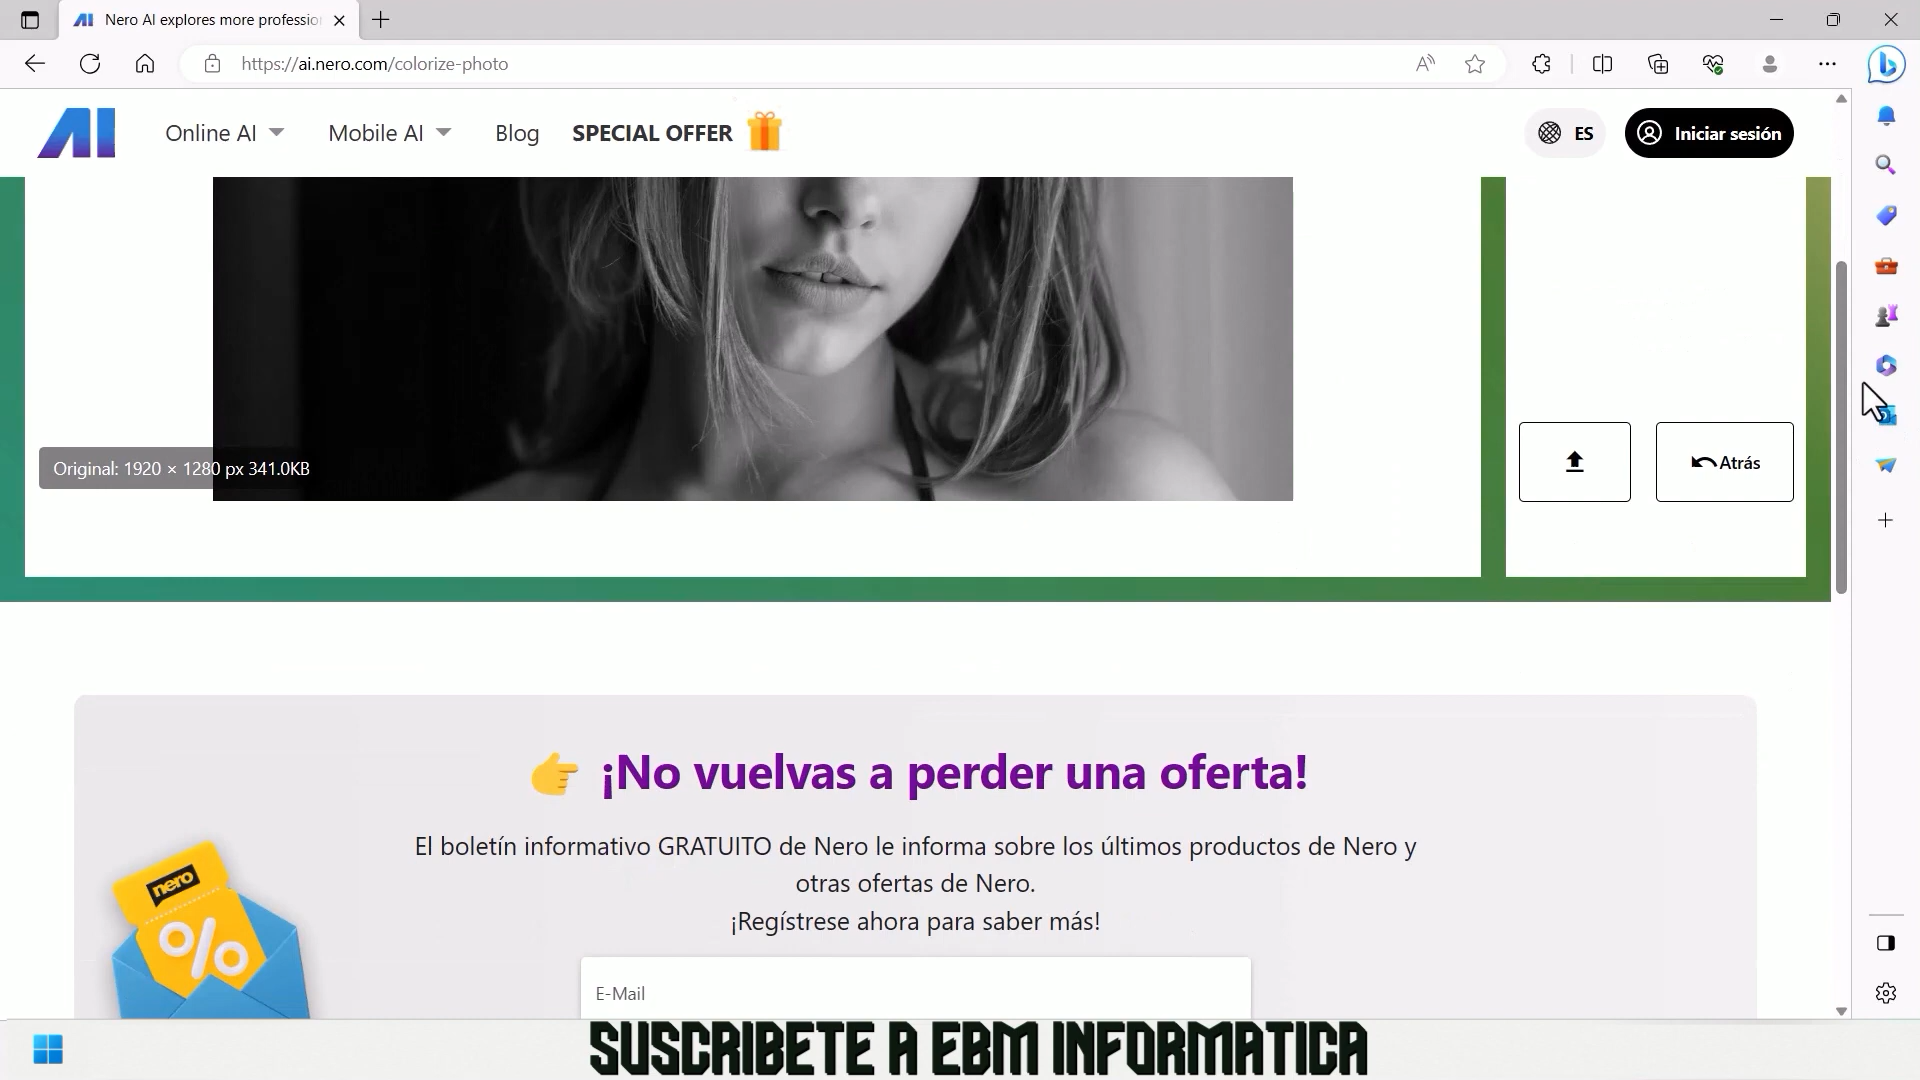 Nero AI explores more professio
https://ai.nero.com/colorize-photo
AI
Online AI
Mobile AI
Blog
SPECIAL OFFER
ES
Iniciar sesión
Original: 1920 × 1280 px 341.0KB
Atrás
¡No vuelvas a perder una oferta!
El boletín informativo GRATUITO de Nero le informa sobre los últimos productos de Nero y
otras ofertas de Nero.
¡Regístrese ahora para saber más!
nero
%
E-Mail
SUSCRIBETE A EBM INFORMATICA